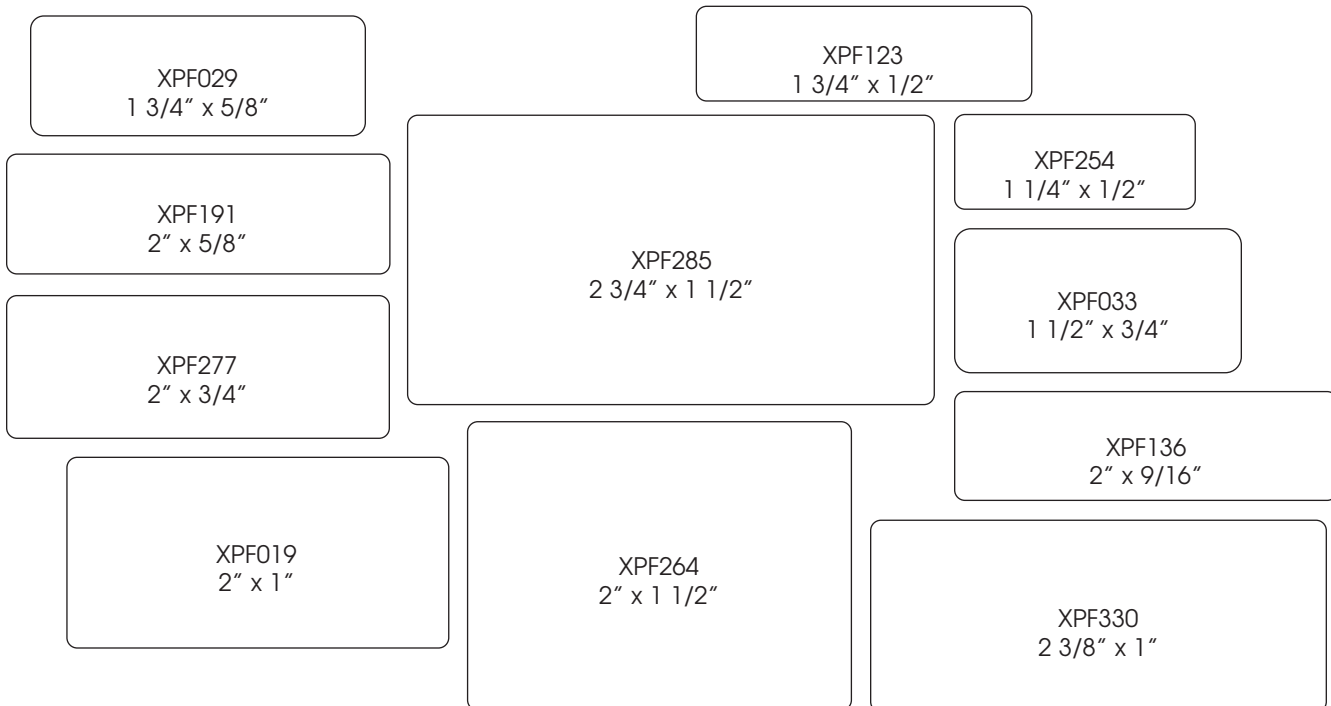 XPF029
1 3/4″ x 5/8″
XPF123
1 3/4″ x 1/2″
XPF191
2″ x 5/8″
XPF285
2 3/4″ x 1 1/2″
XPF254
1 1/4″ x 1/2″
XPF033
1 1/2″ x 3/4″
XPF277
2″ x 3/4″
XPF136
2″ x 9/16″
XPF019
2″ x 1″
XPF264
2″ x 1 1/2″
XPF330
2 3/8″ x 1″